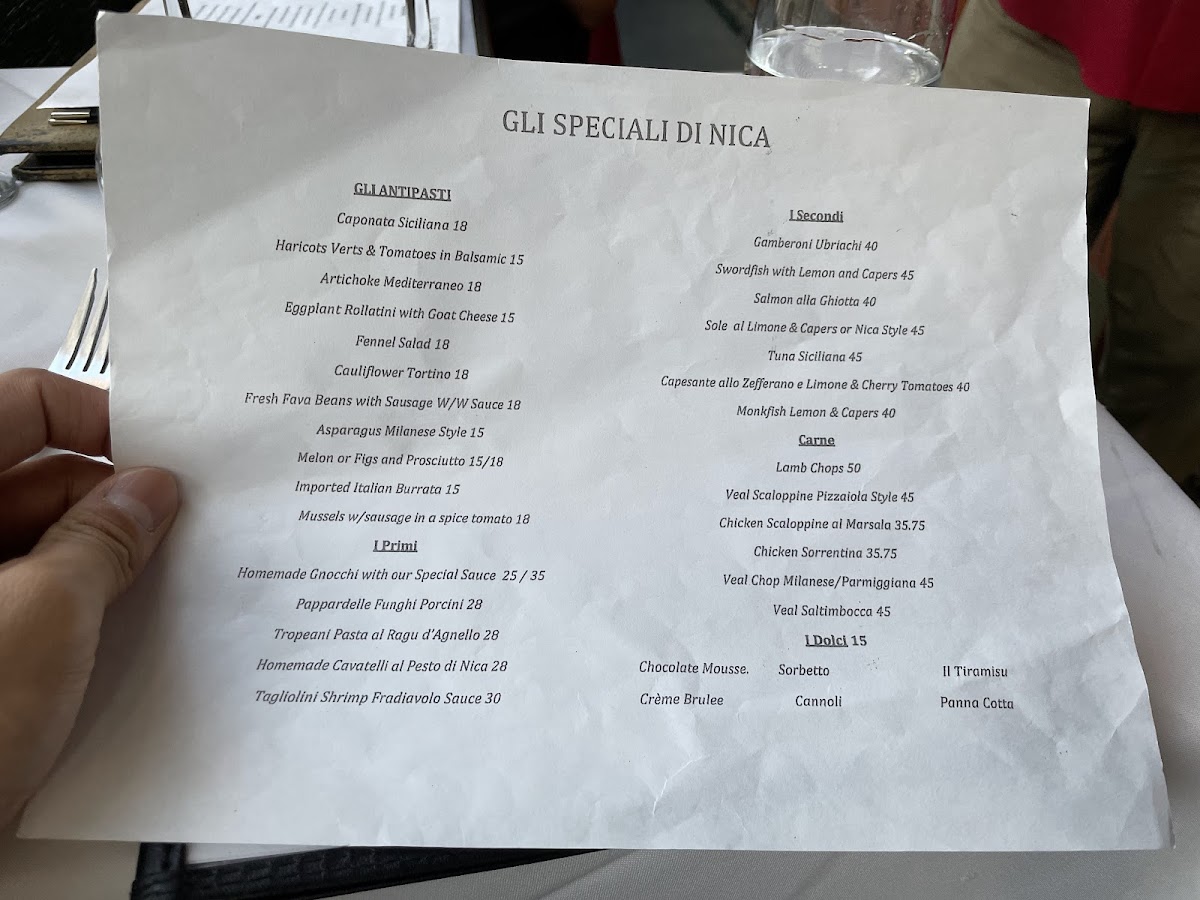 GLI SPECIALI DI NICA
GLI ANTIPASTI
Caponata Siciliana 18
Haricots Verts & Tomatoes in Balsamic 15
Artichoke Mediterraneo 18
Eggplant Rollatini with Goat Cheese 15
Fennel Salad 18
Cauliflower Tortino 18
Fresh Fava Beans with Sausage W/W Sauce 18
Asparagus Milanese Style 15
Melon or Figs and Prosciutto 15/18
Imported Italian Burrata 15
Mussels w/sausage in a spice tomato 18
I Primi
Homemade Gnocchi with our Special Sauce 25 / 35
Pappardelle Funghi Porcini 28
Tropeani Pasta al Ragu d'Agnello 28
Homemade Cavatelli al Pesto di Nica 28
Tagliolini Shrimp Fradiavolo Sauce 30
I Secondi
Gamberoni Ubriachi 40
Swordfish with Lemon and Capers 45
Salmon alla Ghiotta 40
Sole al Limone & Capers or Nica Style 45
Tuna Siciliana 45
Capesante allo Zefferano e Limone & Cherry Tomatoes 40
Monkfish Lemon & Capers 40
Carne
Lamb Chops 50
Veal Scaloppine Pizzaiola Style 45
Chicken Scaloppine al Marsala 35.75
Chicken Sorrentina 35.75
Veal Chop Milanese/Parmiggiana 45
Veal Saltimbocca 45
I Dolci 15
Chocolate Mousse. Sorbetto Il Tiramisu
Crème Brulee Cannoli Panna Cotta